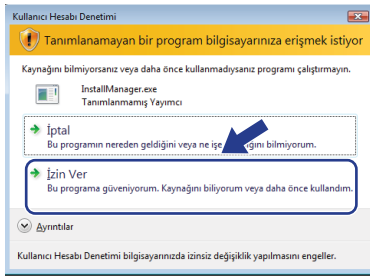 Kullanıcı Hesabı Denetimi
Tanımlanamayan bir program bilgisayarınıza erişmek istiyor
Kaynağını bilmiyorsanız veya daha önce kullanmadıysanız programı çalıştırmayın.
InstallManager.exe
Tanımlanmamış Yayımcı
İptal
Bu programın nereden geldiğini veya ne işe bilmiyorum.
İzin Ver
Bu programa güveniyorum. Kaynağını biliyorum veya daha önce kullandım.
Ayrıntılar
Kullanıcı Hesabı Denetimi bilgisayarınızda izinsiz değişiklik yapılmasını engeller.